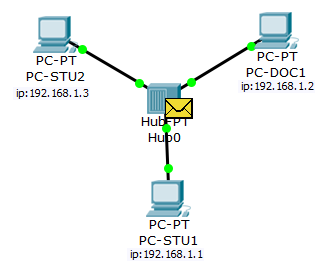 PC-PT
PC-STU2
ip:192.168.1.3
PC-PT
PC-DOC1
ip:192.168.1.2
Hub-PT
Hub0
PC-PT
PC-STU1
ip:192.168.1.1